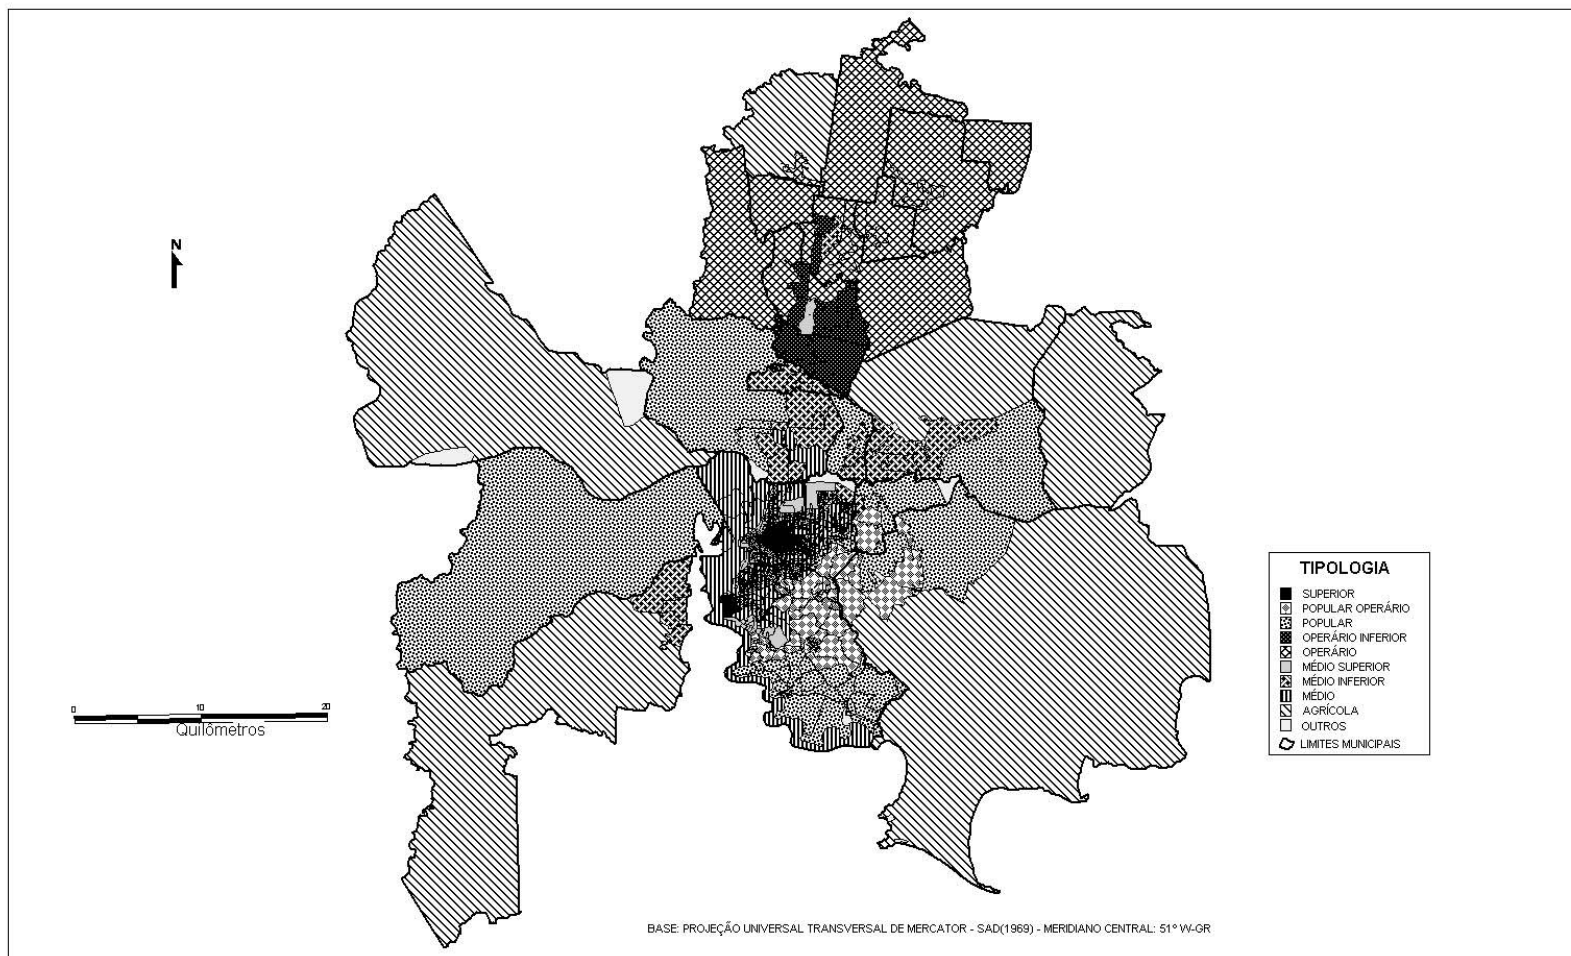 N
0 10 20
Quilômetros
TIPOLOGIA
SUPERIOR
POPULAR OPERÁRIO
POPULAR
OPERÁRIO INFERIOR
OPERÁRIO
MÉDIO SUPERIOR
MÉDIO INFERIOR
MÉDIO
AGRÍCOLA
OUTROS
LIMITES MUNICIPAIS
BASE: PROJEÇÃO UNIVERSAL TRANSVERSAL DE MERCATOR - SAD(1969) - MERIDIANO CENTRAL: 51º W-GR